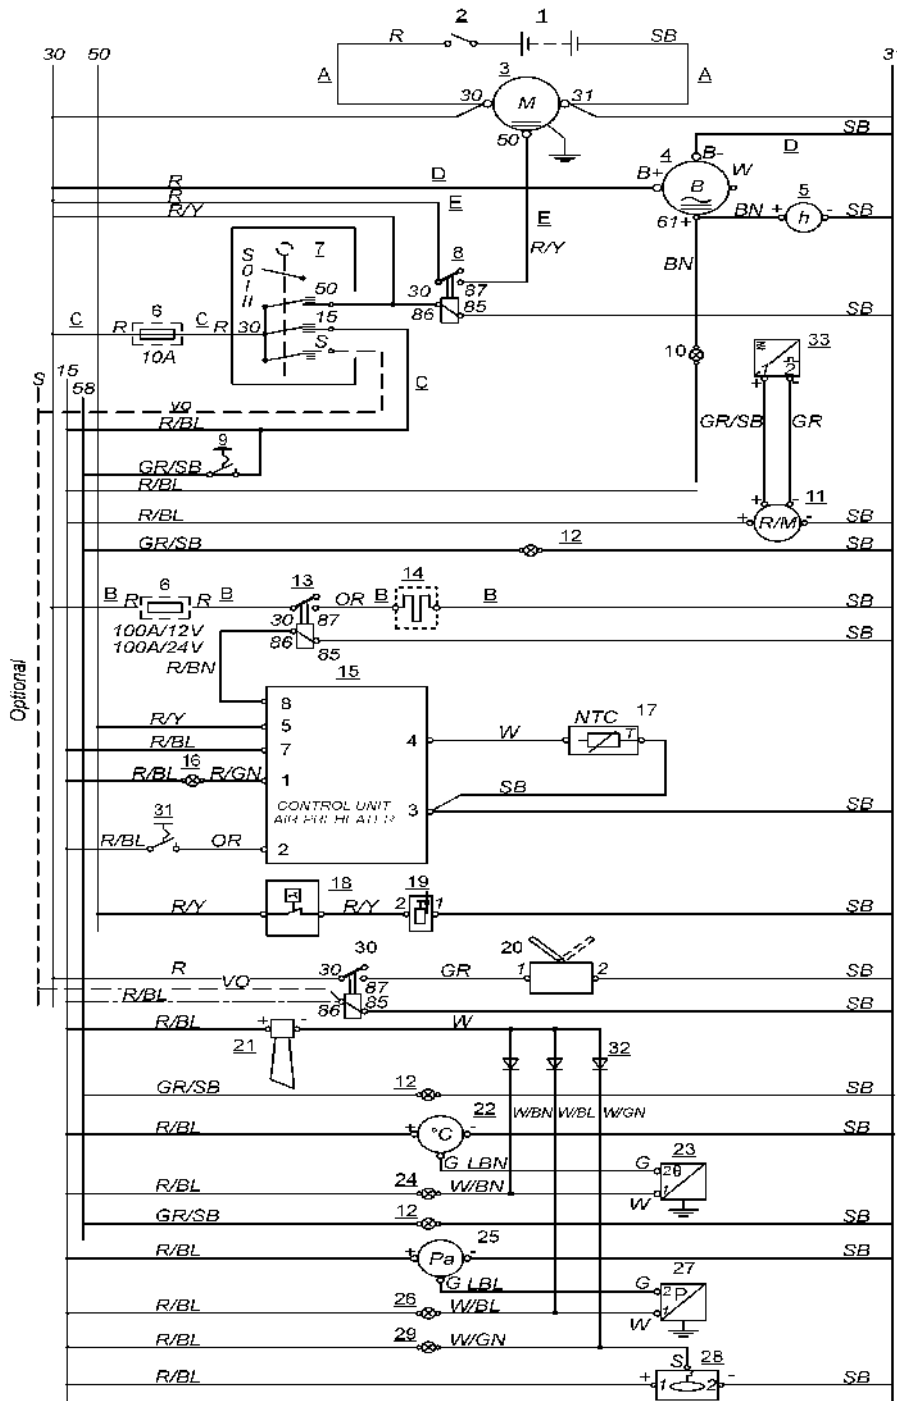 2 1
R SB
30 50 31
A 3 A
30 M 31
50
SB
4 B- D
R D B+ B W
R 5
R/Y E E 61+ BN + h - SB
R/Y
7 8 BN
S
0
I
II
50 30 87
86 85 SB
6 15
C R C R 30 10 33
10A S
S 15 C 1 2
58 + -
VO
R/BL GR/SB GR
9
GR/SB
R/BL + - 11
R/BL + R/M - SB
GR/SB 12 SB
6 13 14
B R R B OR B B SB
100A/12V 30 87
100A/24V 86 85 SB
R/BN
15
Optional
8
R/Y 5 NTC 17
R/BL 7 4 W T
16
R/BL R/GN 1 SB
CONTROL UNIT
AIR PREHEATER
3 SB
31
R/BL OR 2
18 19
R/Y R/Y 2 1 SB
30 20
R 30 87 GR 1 2 SB
VO
R/BL 86 85 SB
R/BL + - W
21 32
GR/SB 12 SB
22 W/BN W/BL W/GN
R/BL + °C - SB
G LBN G 2θ 23
R/BL 24 W/BN 1
W
GR/SB 12 SB
25
R/BL + Pa - SB
27
G LBL G 2 P
R/BL 26 W/BL 1
W
R/BL 29 W/GN
S 28
R/BL + 1 2 - SB